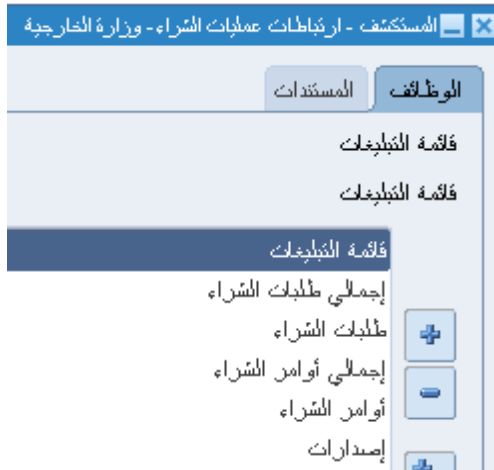 المستكشف - ارتباطات عمليات الشراء - وزارة الخارجية
الوظائف
المستندات
قائمة التبليغات
قائمة التبليغات
قائمة التبليغات
إجمالي طلبات الشراء
طلبات الشراء
إجمالي أوامر الشراء
أوامر الشراء
إصدارات